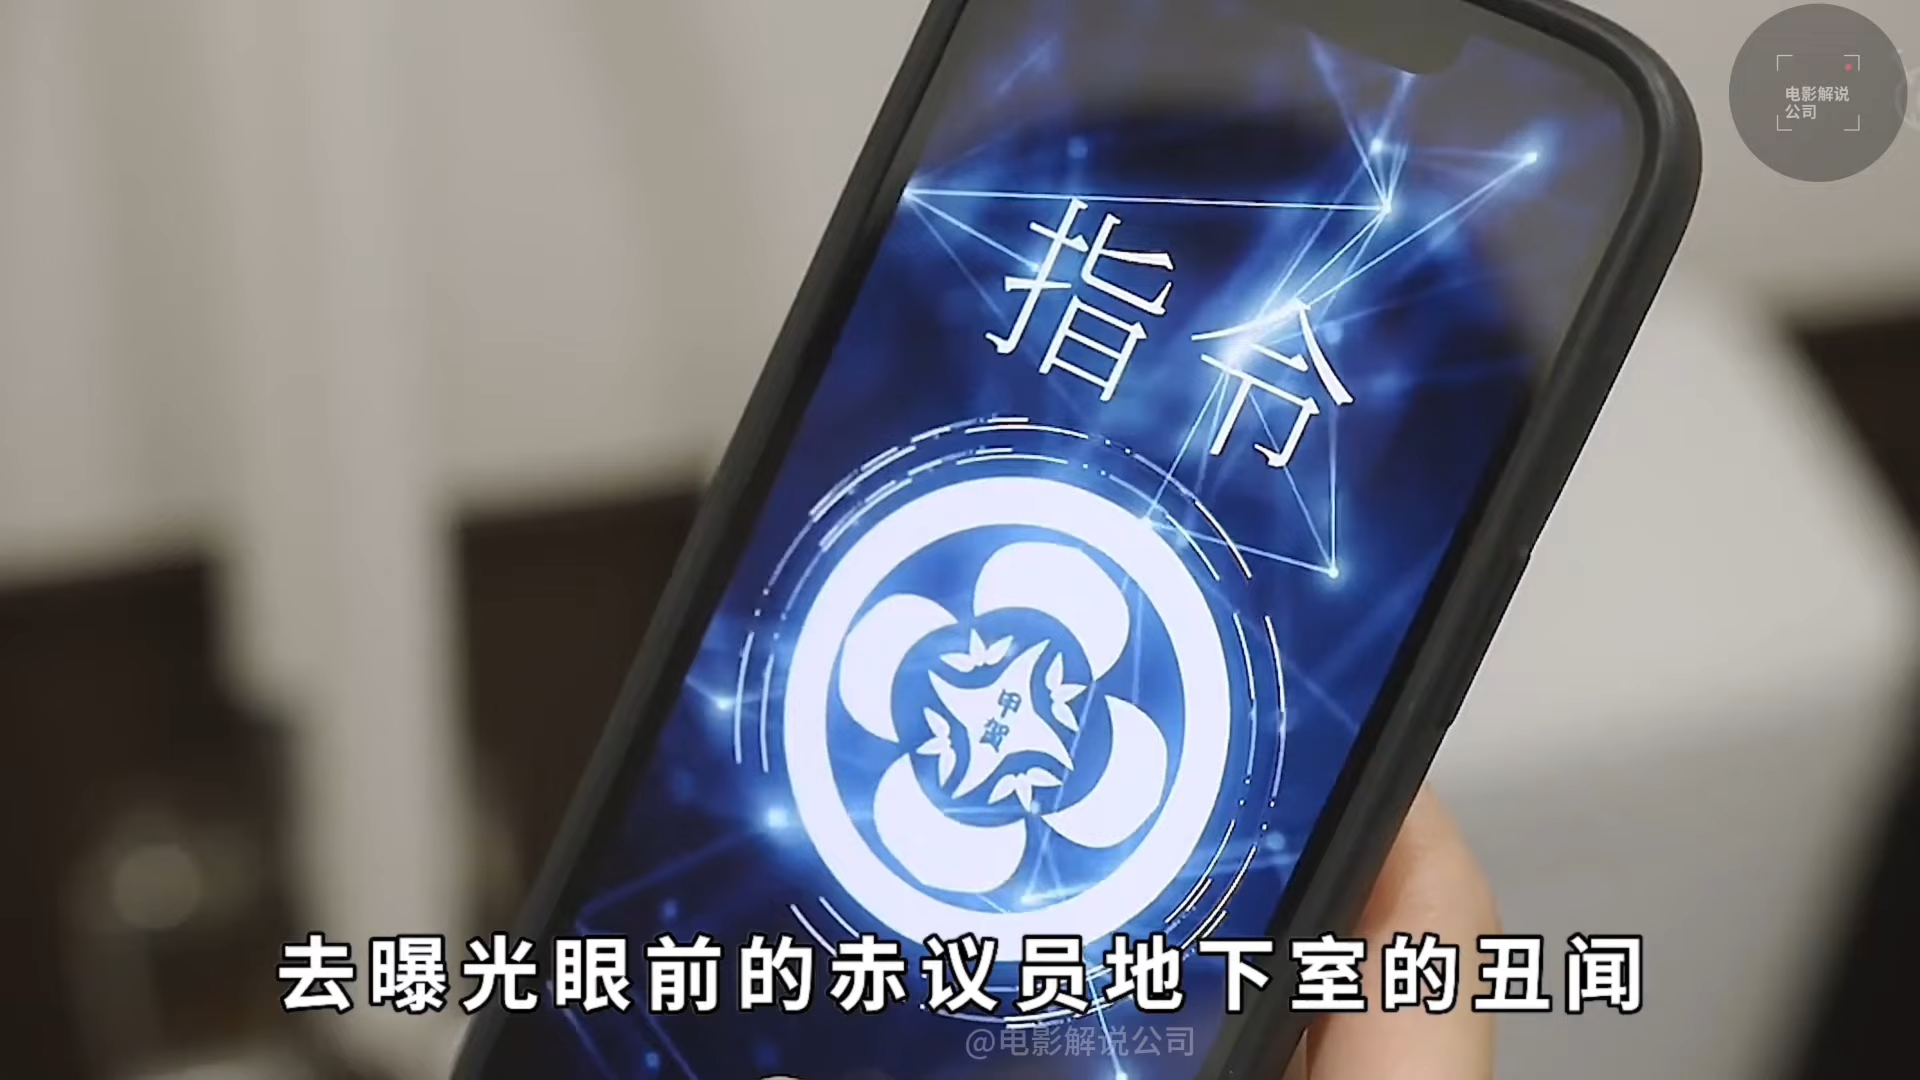 电影解说
公司
指令
甲
賀
去曝光眼前的赤议员地下室的丑闻
@电影解说公司